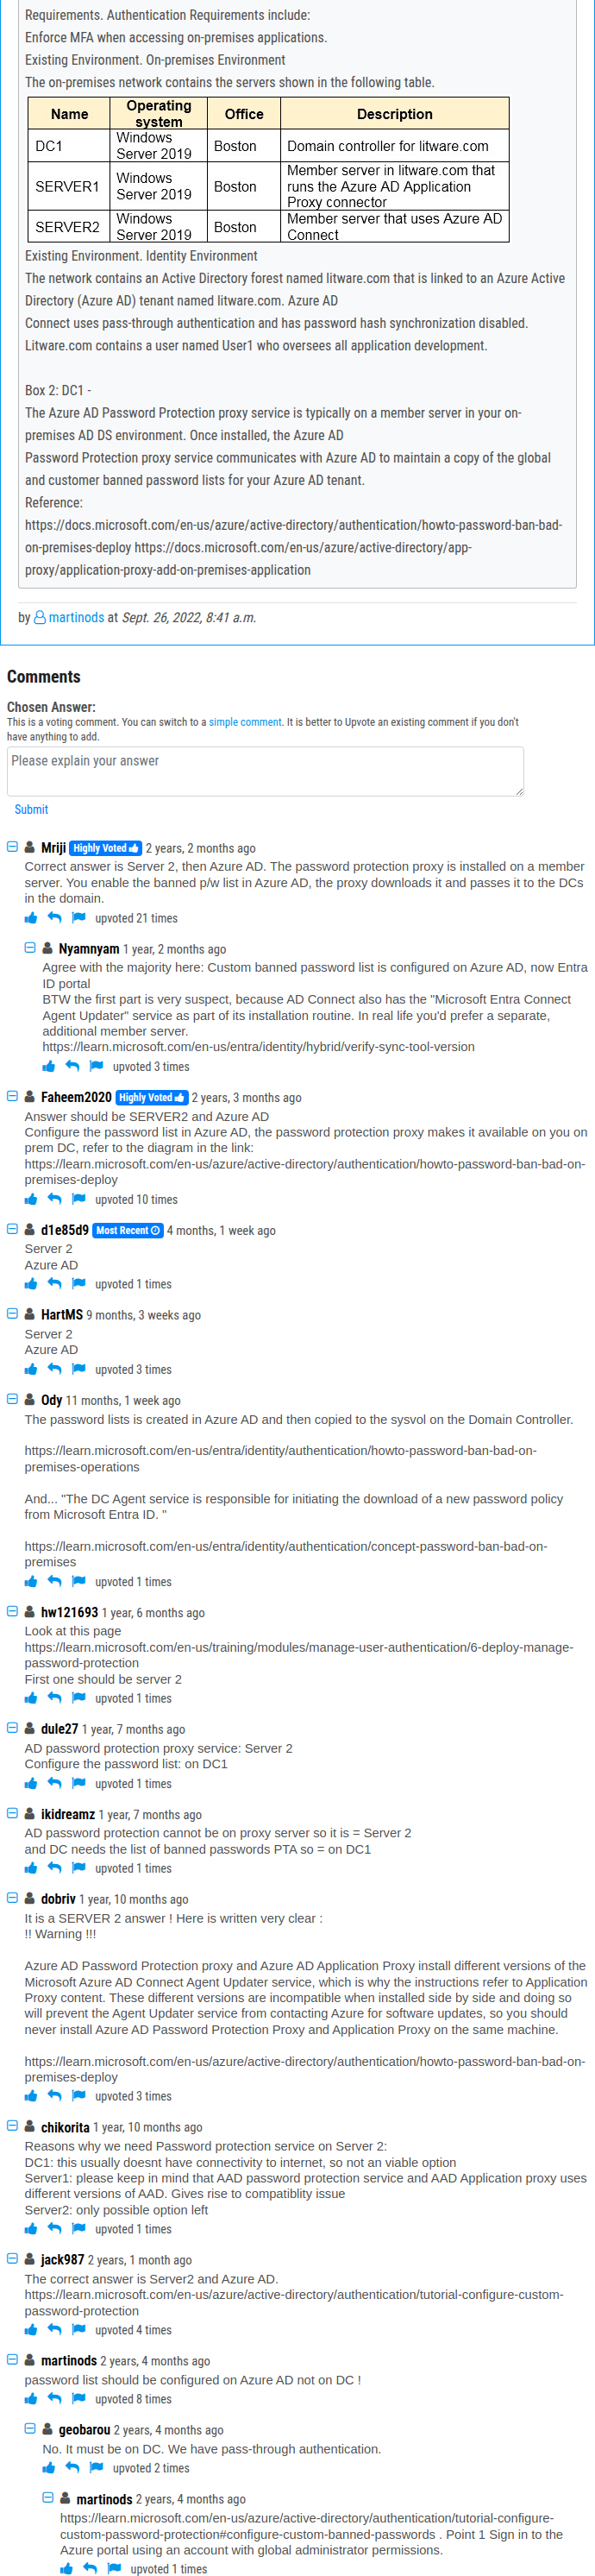 Requirements. Authentication Requirements include:
Enforce MFA when accessing on-premises applications.
Existing Environment. On-premises Environment
The on-premises network contains the servers shown in the following table.
Name Operating system Office Description
DC1 Windows Server 2019 Boston Domain controller for litware.com
SERVER1 Windows Server 2019 Boston Member server in litware.com that runs the Azure AD Application Proxy connector
SERVER2 Windows Server 2019 Boston Member server that uses Azure AD Connect
Existing Environment. Identity Environment
The network contains an Active Directory forest named litware.com that is linked to an Azure Active
Directory (Azure AD) tenant named litware.com. Azure AD
Connect uses pass-through authentication and has password hash synchronization disabled.
Litware.com contains a user named User1 who oversees all application development.
Box 2: DC1 -
The Azure AD Password Protection proxy service is typically on a member server in your on-
premises AD DS environment. Once installed, the Azure AD
Password Protection proxy service communicates with Azure AD to maintain a copy of the global
and customer banned password lists for your Azure AD tenant.
Reference:
https://docs.microsoft.com/en-us/azure/active-directory/authentication/howto-password-ban-bad-
on-premises-deploy https://docs.microsoft.com/en-us/azure/active-directory/app-
proxy/application-proxy-add-on-premises-application
by martinods at Sept. 26, 2022, 8:41 a.m.
Comments
Chosen Answer:
This is a voting comment. You can switch to a simple comment. It is better to Upvote an existing comment if you don't
have anything to add.
Please explain your answer
Submit
Mriji Highly Voted 2 years, 2 months ago
Correct answer is Server 2, then Azure AD. The password protection proxy is installed on a member
server. You enable the banned p/w list in Azure AD, the proxy downloads it and passes it to the DCs
in the domain.
upvoted 21 times
Nyamnyam 1 year, 2 months ago
Agree with the majority here: Custom banned password list is configured on Azure AD, now Entra
ID portal
BTW the first part is very suspect, because AD Connect also has the "Microsoft Entra Connect
Agent Updater" service as part of its installation routine. In real life you'd prefer a separate,
additional member server.
https://learn.microsoft.com/en-us/entra/identity/hybrid/verify-sync-tool-version
upvoted 3 times
Faheem2020 Highly Voted 2 years, 3 months ago
Answer should be SERVER2 and Azure AD
Configure the password list in Azure AD, the password protection proxy makes it available on you on
prem DC, refer to the diagram in the link:
https://learn.microsoft.com/en-us/azure/active-directory/authentication/howto-password-ban-bad-on-
premises-deploy
upvoted 10 times
d1e85d9 Most Recent 4 months, 1 week ago
Server 2
Azure AD
upvoted 1 times
HartMS 9 months, 3 weeks ago
Server 2
Azure AD
upvoted 3 times
Ody 11 months, 1 week ago
The password lists is created in Azure AD and then copied to the sysvol on the Domain Controller.
https://learn.microsoft.com/en-us/entra/identity/authentication/howto-password-ban-bad-on-
premises-operations
And... "The DC Agent service is responsible for initiating the download of a new password policy
from Microsoft Entra ID. "
https://learn.microsoft.com/en-us/entra/identity/authentication/concept-password-ban-bad-on-
premises
upvoted 1 times
hw121693 1 year, 6 months ago
Look at this page
https://learn.microsoft.com/en-us/training/modules/manage-user-authentication/6-deploy-manage-
password-protection
First one should be server 2
upvoted 1 times
dule27 1 year, 7 months ago
AD password protection proxy service: Server 2
Configure the password list: on DC1
upvoted 1 times
ikidreamz 1 year, 7 months ago
AD password protection cannot be on proxy server so it is = Server 2
and DC needs the list of banned passwords PTA so = on DC1
upvoted 1 times
dobriv 1 year, 10 months ago
It is a SERVER 2 answer ! Here is written very clear :
!! Warning !!!
Azure AD Password Protection proxy and Azure AD Application Proxy install different versions of the
Microsoft Azure AD Connect Agent Updater service, which is why the instructions refer to Application
Proxy content. These different versions are incompatible when installed side by side and doing so
will prevent the Agent Updater service from contacting Azure for software updates, so you should
never install Azure AD Password Protection Proxy and Application Proxy on the same machine.
https://learn.microsoft.com/en-us/azure/active-directory/authentication/howto-password-ban-bad-on-
premises-deploy
upvoted 3 times
chikorita 1 year, 10 months ago
Reasons why we need Password protection service on Server 2:
DC1: this usually doesnt have connectivity to internet, so not an viable option
Server1: please keep in mind that AAD password protection service and AAD Application proxy uses
different versions of AAD. Gives rise to compatiblity issue
Server2: only possible option left
upvoted 1 times
jack987 2 years, 1 month ago
The correct answer is Server2 and Azure AD.
https://learn.microsoft.com/en-us/azure/active-directory/authentication/tutorial-configure-custom-
password-protection
upvoted 4 times
martinods 2 years, 4 months ago
password list should be configured on Azure AD not on DC !
upvoted 8 times
geobarou 2 years, 4 months ago
No. It must be on DC. We have pass-through authentication.
upvoted 2 times
martinods 2 years, 4 months ago
https://learn.microsoft.com/en-us/azure/active-directory/authentication/tutorial-configure-
custom-password-protection#configure-custom-banned-passwords . Point 1 Sign in to the
Azure portal using an account with global administrator permissions.
upvoted 1 times